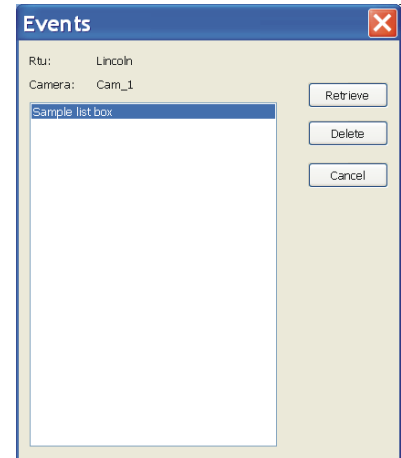 Events
Rtu: Lincoln
Camera: Cam_1
Sample list box
Retrieve
Delete
Cancel